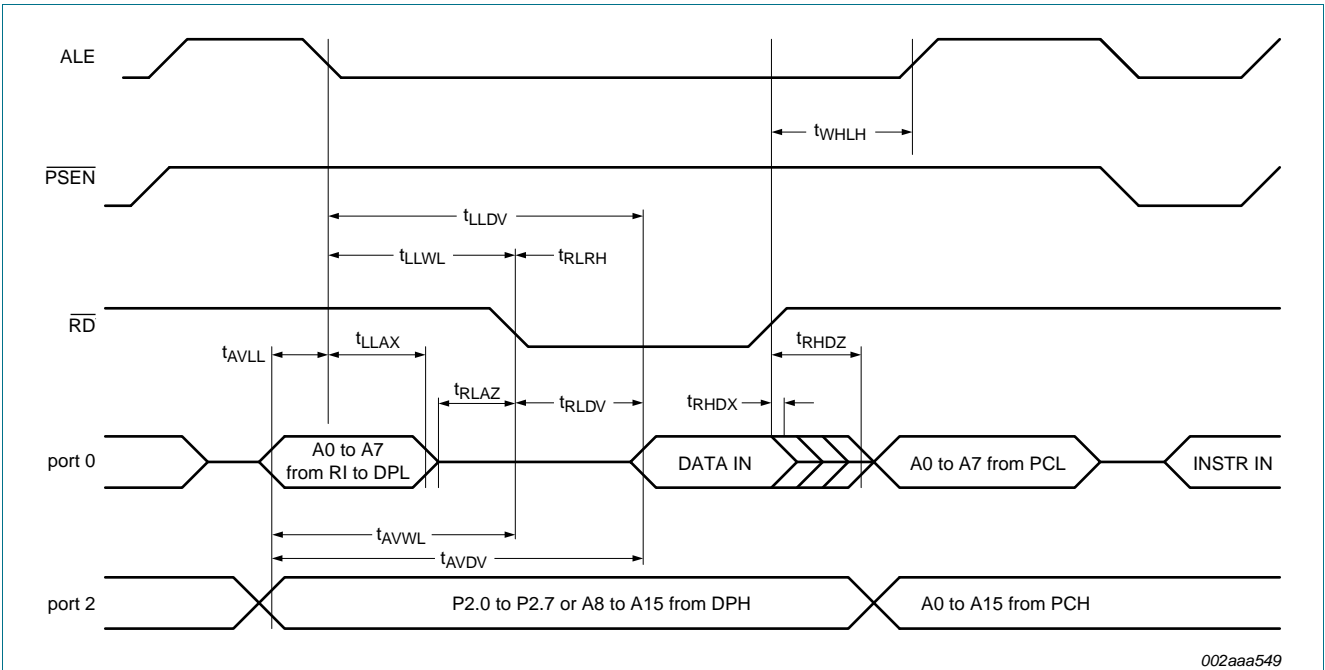 ALE
tWHLH
PSEN
tLLDV
tLLWL
tRLRH
RD
tAVLL
tLLAX
tRHDZ
tRLAZ
tRLDV
tRHDX
port 0
A0 to A7
from RI to DPL
DATA IN
A0 to A7 from PCL
INSTR IN
tAVWL
tAVDV
port 2
P2.0 to P2.7 or A8 to A15 from DPH
A0 to A15 from PCH
002aaa549